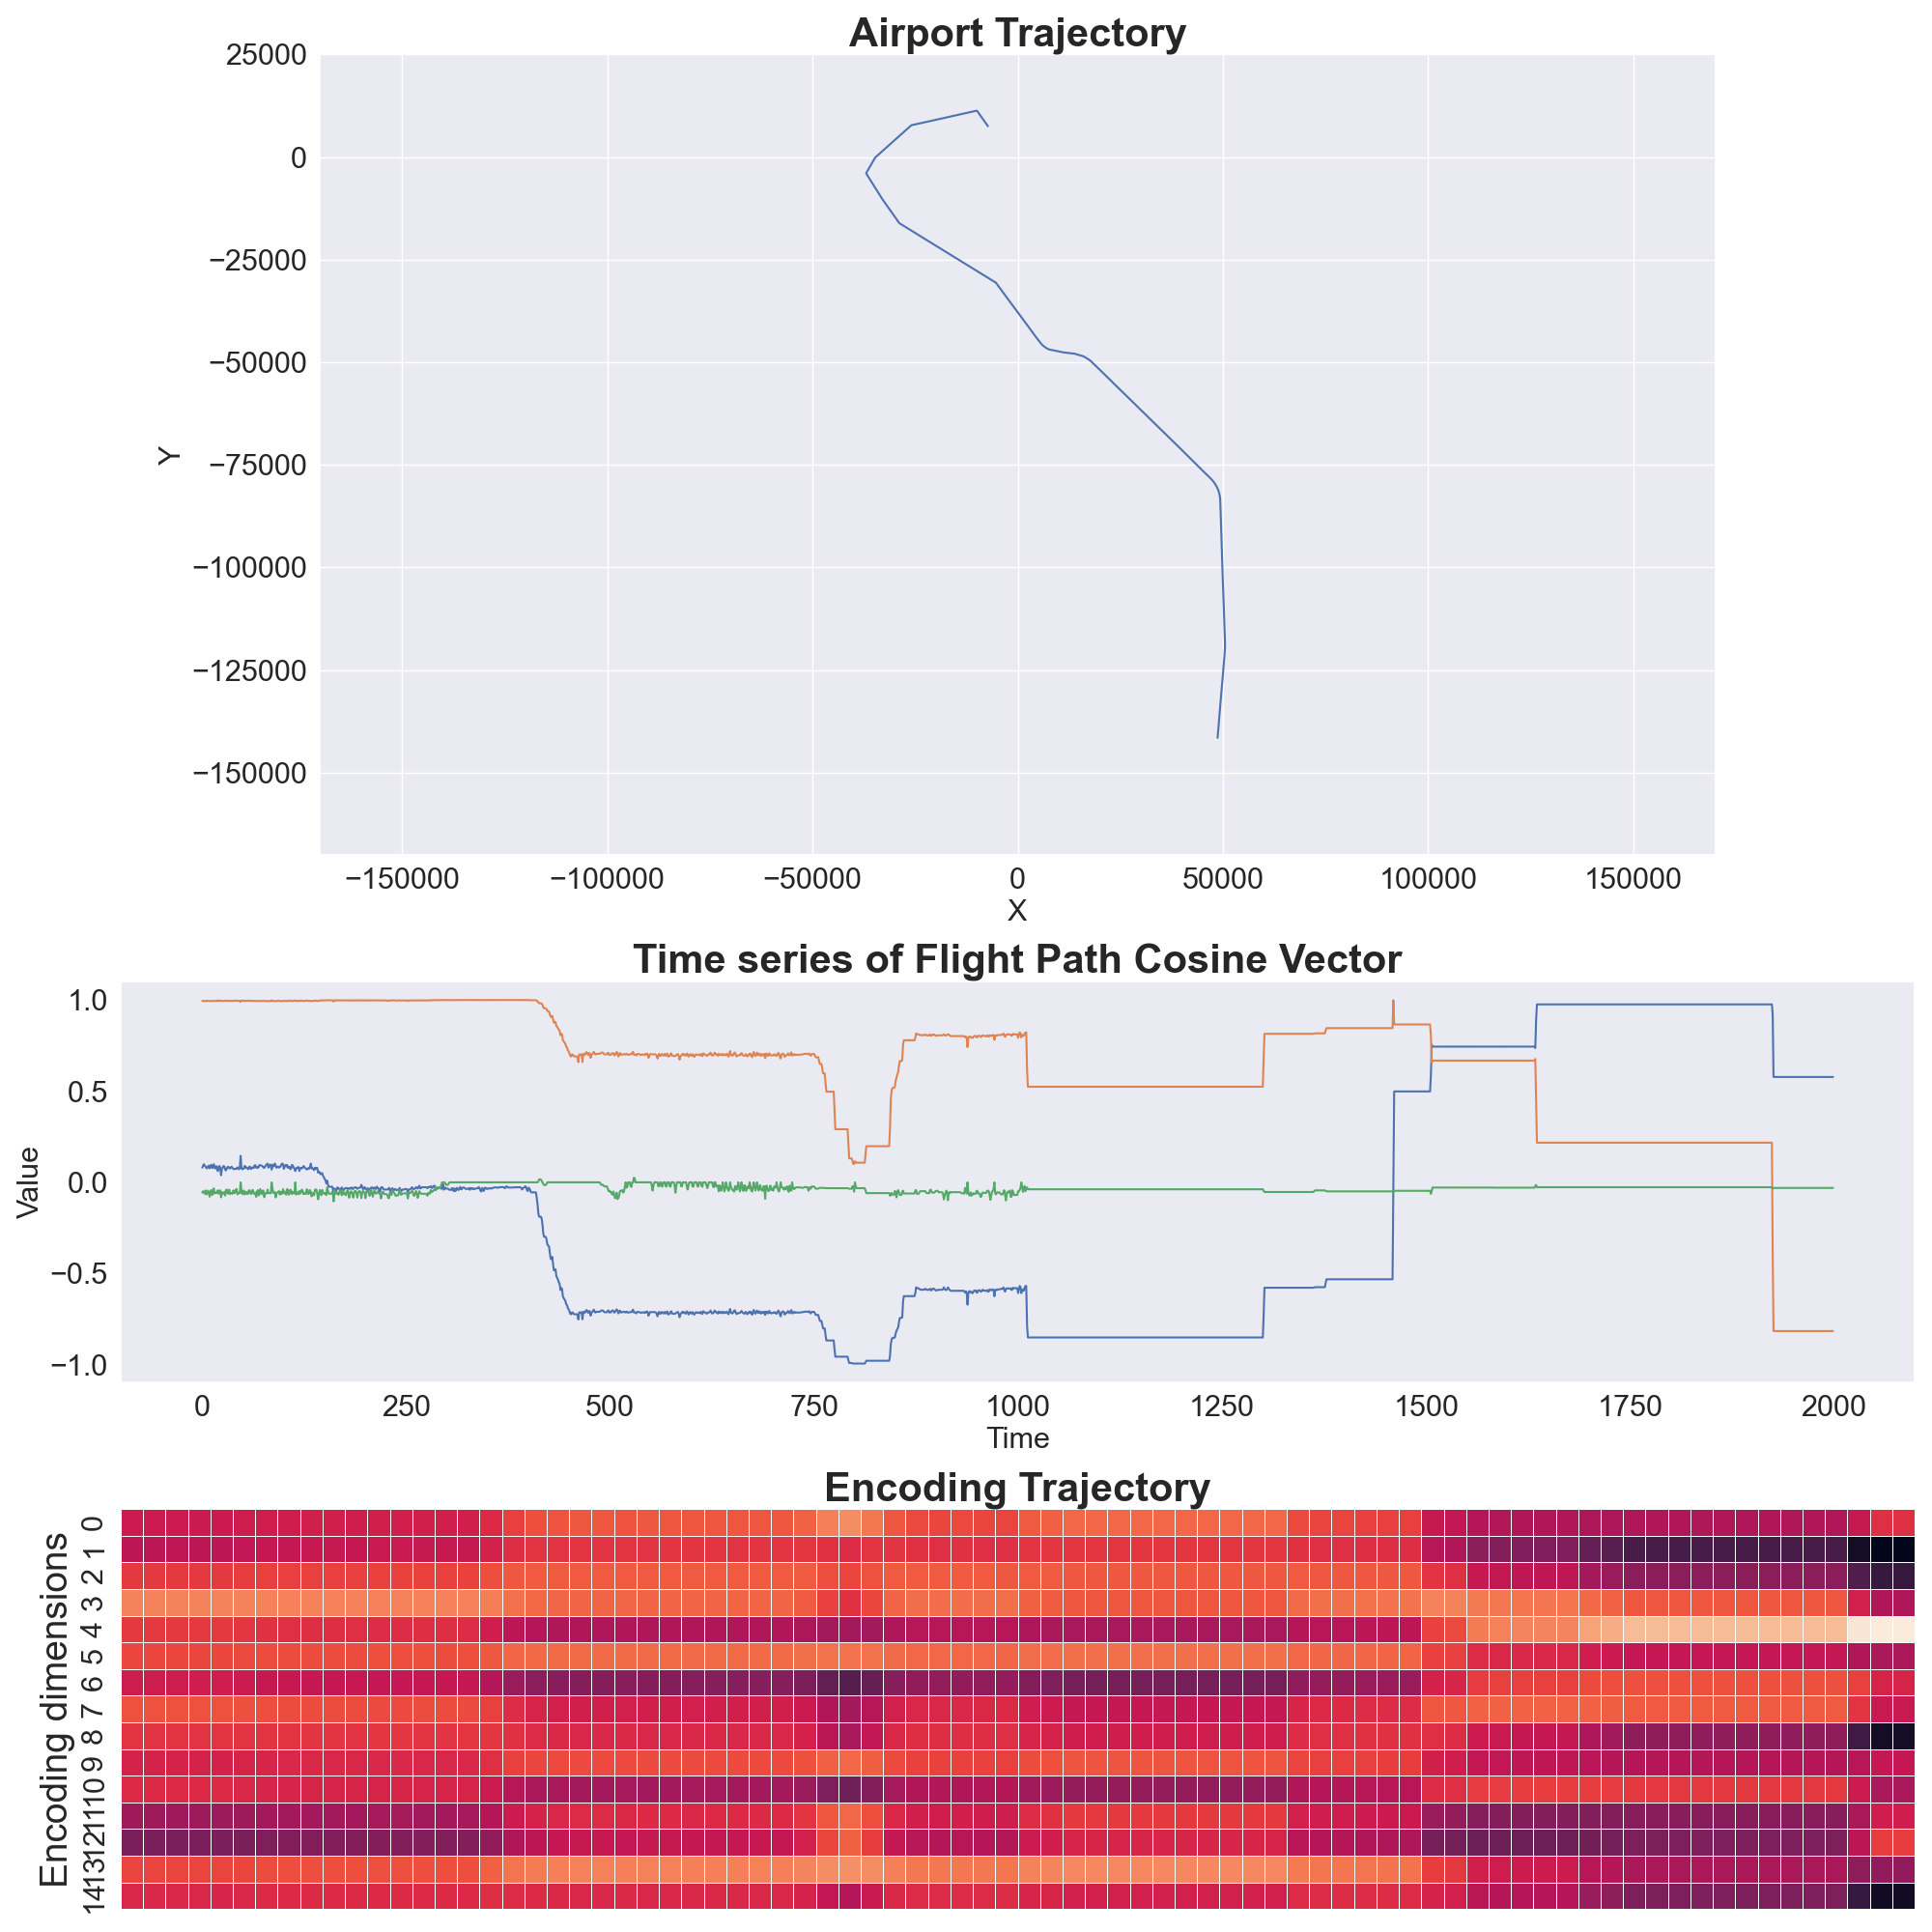 Airport Trajectory
25000
0
−25000
−50000
−75000
−100000
−125000
−150000
Y
−150000 −100000 −50000 0 50000 100000 150000
X
Time series of Flight Path Cosine Vector
1.0
0.5
0.0
−0.5
−1.0
Value
0 250 500 750 1000 1250 1500 1750 2000
Time
Encoding Trajectory
Encoding dimensions
0
1
2
3
4
5
6
7
8
9
10
11
12
13
14